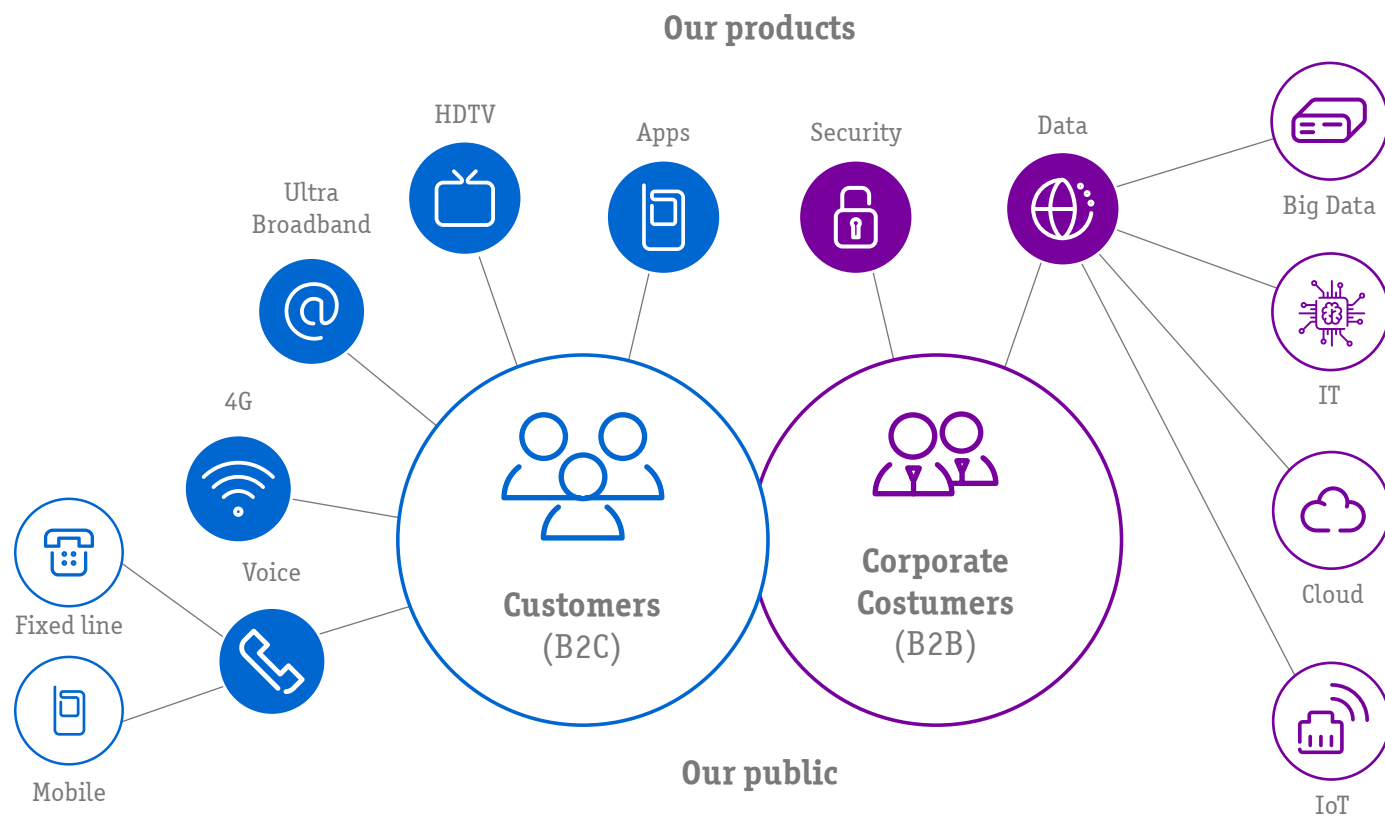 Our products
HDTV
Apps
Security
Data
Ultra
Broadband
Big Data
4G
IT
Voice
Fixed line
Customers
(B2C)
Corporate
Costumers
(B2B)
Cloud
Mobile
Our public
IoT